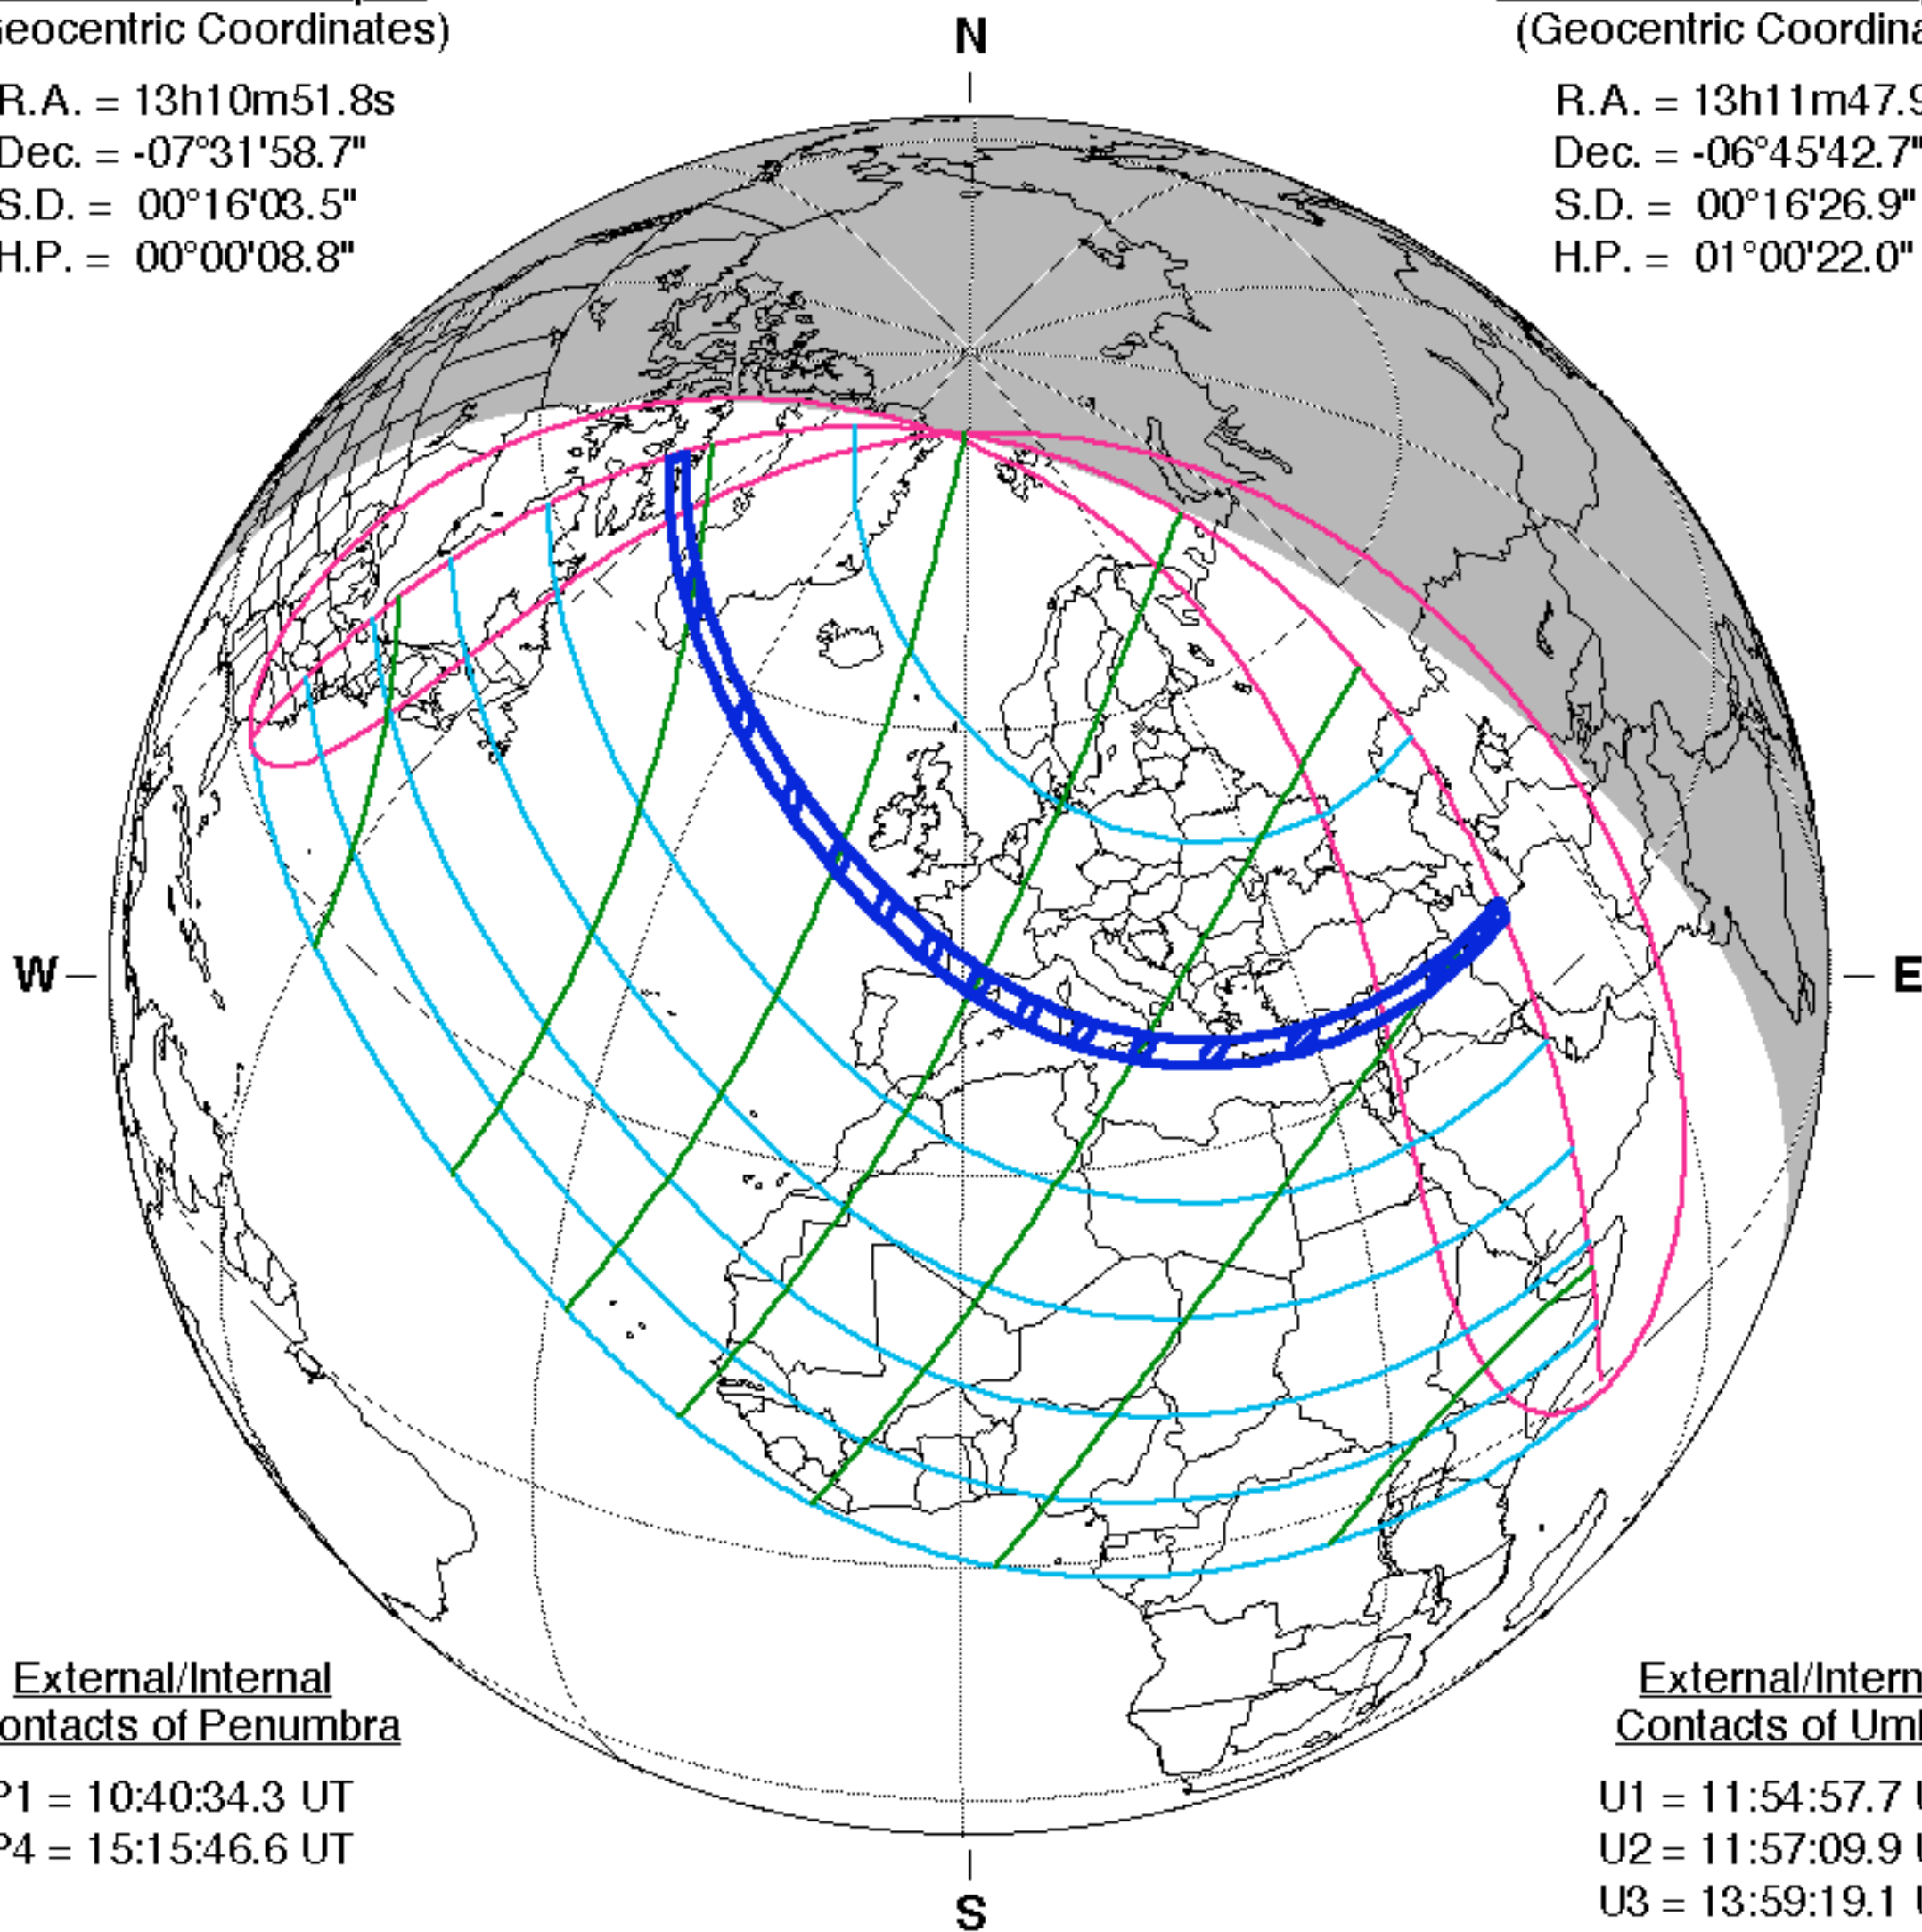 eocentric Coordinates)
R.A. = 13h10m51.8s
Dec. = -07°31'58.7"
S.D. = 00°16'03.5"
H.P. = 00°00'08.8"
N
(Geocentric Coordina
R.A. = 13h11m47.9
Dec. = -06°45'42.7"
S.D. = 00°16'26.9"
H.P. = 01°00'22.0"
W
E
External/Internal
ontacts of Penumbra
P1 = 10:40:34.3 UT
P4 = 15:15:46.6 UT
S
External/Intern
Contacts of Um
U1 = 11:54:57.7 U
U2 = 11:57:09.9 U
U3 = 13:59:19.1 U